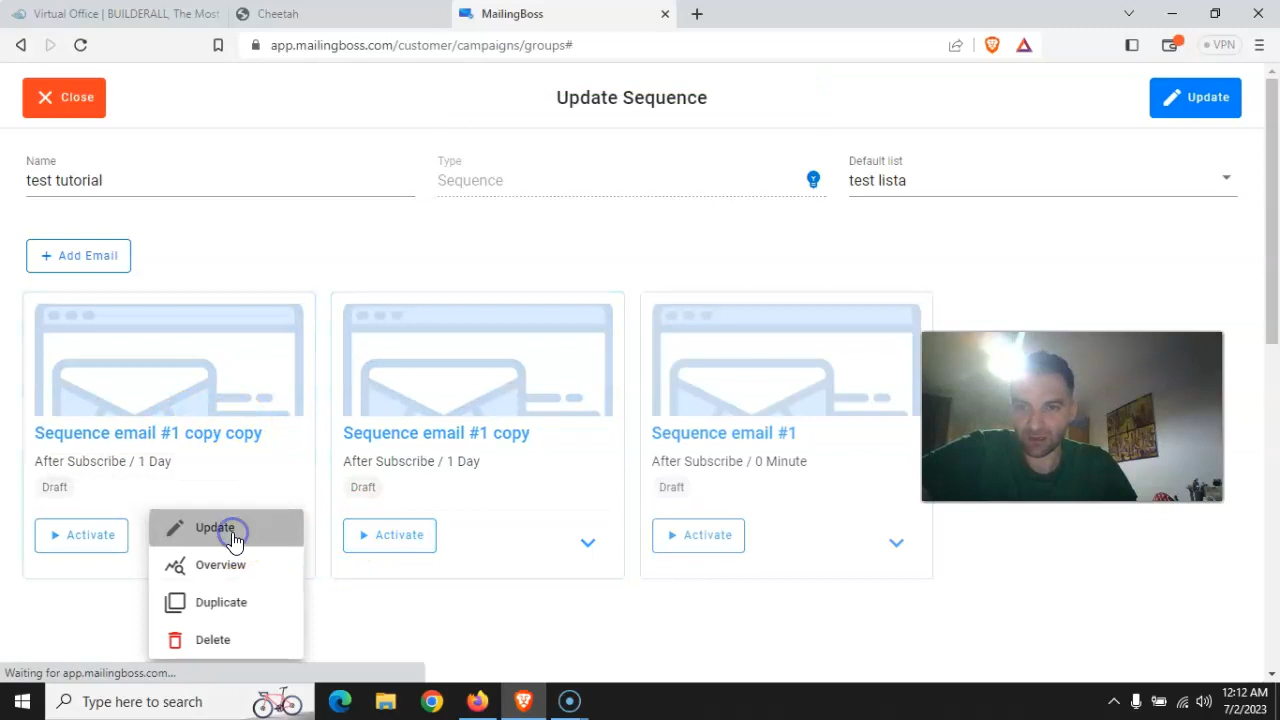 Virtual Office | BUILDERALL, The Most
Cheetah
MailingBoss
app.mailingboss.com/customer/campaigns/groups#
VPN
Close
Update Sequence
Update
Name
Type
Default list
test tutorial
Sequence
test lista
+ Add Email
Sequence email #1 copy copy
Sequence email #1 copy
Sequence email #1
After Subscribe / 1 Day
After Subscribe / 1 Day
After Subscribe / 0 Minute
Draft
Draft
Draft
Activate
Activate
Activate
Update
Overview
Duplicate
Delete
Waiting for app.mailingboss.com...
Type here to search
12:12 AM
7/2/2023